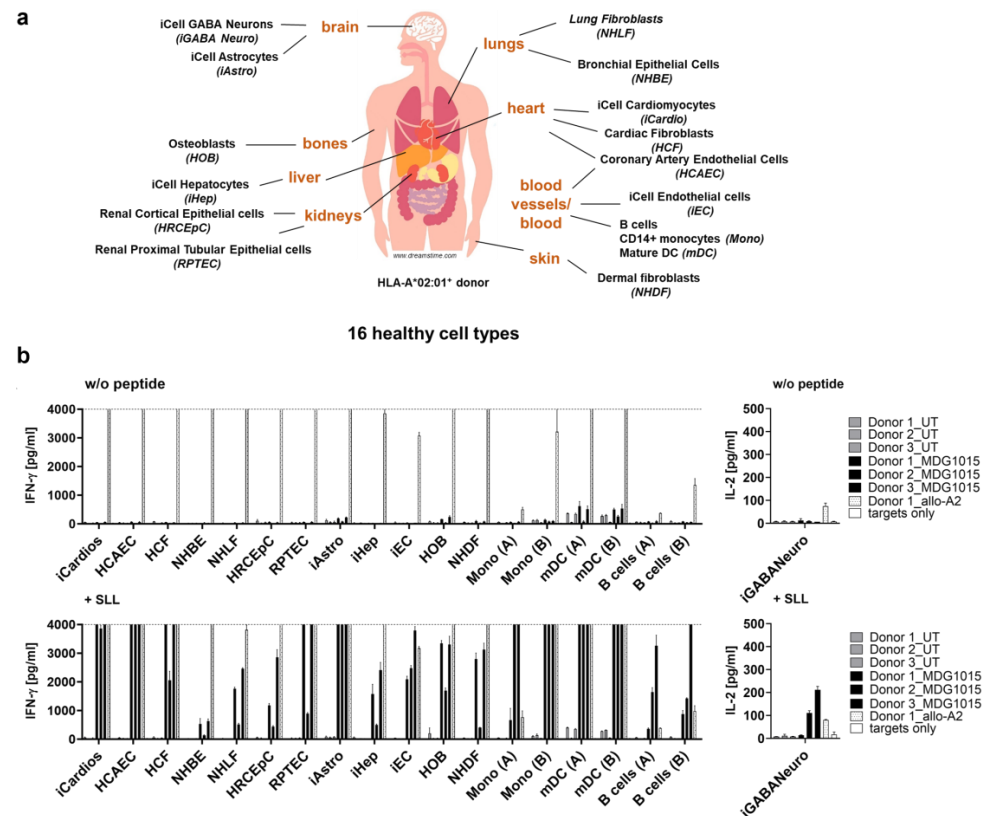 a
iCell GABA Neurons
(iGABA Neuro)
iCell Astrocytes
(iAstro)
brain
Lung Fibroblasts
(NHLF)
lungs
Bronchial Epithelial Cells
(NHBE)
heart
iCell Cardiomyocytes
(iCardio)
Cardiac Fibroblasts
(HCF)
Coronary Artery Endothelial Cells
(HCAEC)
Osteoblasts
(HOB)
bones
iCell Hepatocytes
(iHep)
liver
Renal Cortical Epithelial cells
(HRCEpC)
kidneys
Renal Proximal Tubular Epithelial cells
(RPTEC)
blood
vessels/
blood
iCell Endothelial cells
(iEC)
B cells
CD14+ monocytes (Mono)
Mature DC (mDC)
skin
Dermal fibroblasts
(NHDF)
www.dreamstime.com
HLA-A*02:01+ donor
16 healthy cell types
b
w/o peptide
4000
3000
2000
1000
0
IFN-γ [pg/ml]
iCardios
HCAEC
HCF
NHBE
NHLF
HRCEpC
RPTEC
iAstro
iHep
iEC
HOB
NHDF
Mono (A)
Mono (B)
mDC (A)
mDC (B)
B cells (A)
B cells (B)
w/o peptide
500
400
300
200
100
0
IL-2 [pg/ml]
iGABANeuro
Donor 1_UT
Donor 2_UT
Donor 3_UT
Donor 1_MDG1015
Donor 2_MDG1015
Donor 3_MDG1015
Donor 1_allo-A2
targets only
+ SLL
4000
3000
2000
1000
0
IFN-γ [pg/ml]
iCardios
HCAEC
HCF
NHBE
NHLF
HRCEpC
RPTEC
iAstro
iHep
iEC
HOB
NHDF
Mono (A)
Mono (B)
mDC (A)
mDC (B)
B cells (A)
B cells (B)
+ SLL
500
400
300
200
100
0
IL-2 [pg/ml]
iGABANeuro
Donor 1_UT
Donor 2_UT
Donor 3_UT
Donor 1_MDG1015
Donor 2_MDG1015
Donor 3_MDG1015
Donor 1_allo-A2
targets only